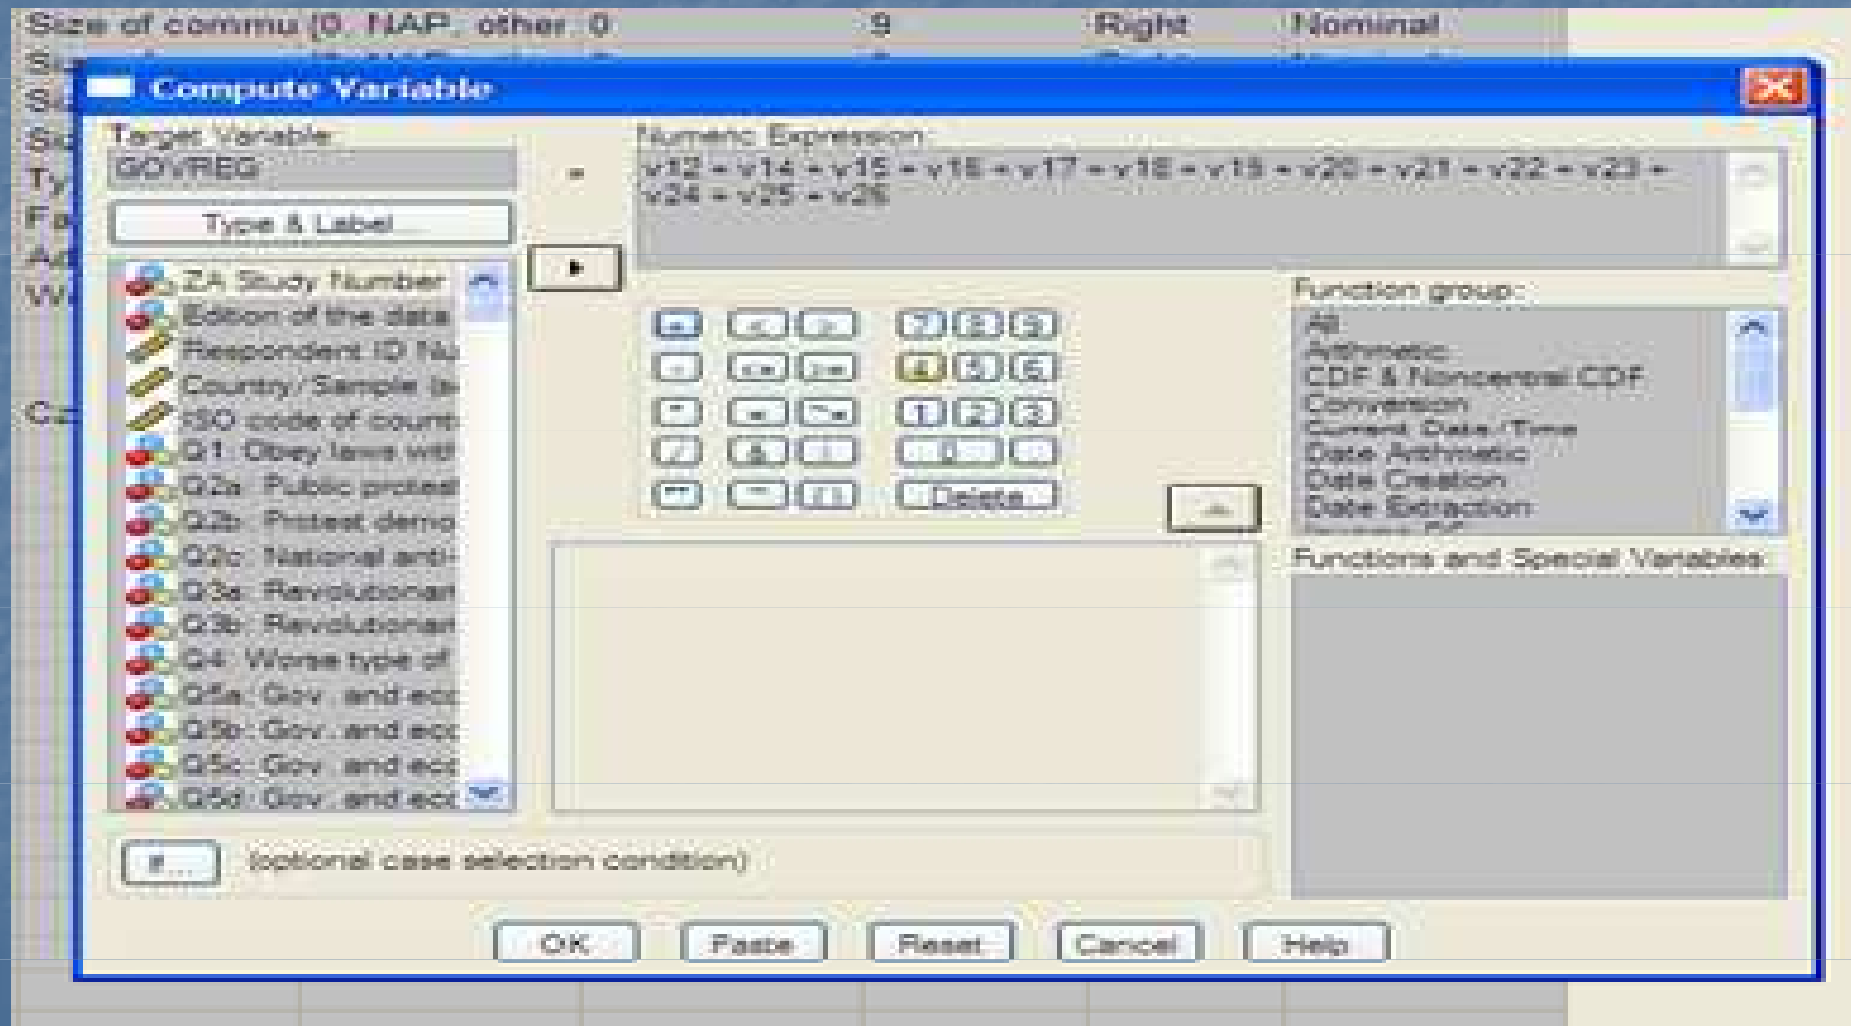 Size of commu (0, NAP, other 0 9 Right Nominal
Compute Variable
Target Variable:
GOVREG
Type & Label...
Numeric Expression:
v12 + v14 + v15 + v16 + v17 + v18 + v19 + v20 + v21 + v22 + v23 +
v24 + v25 + v26
ZA Study Number
Edition of the data
Respondent ID Nu
Country/Sample
ISO code of count
Q1: Obey laws with
Q2a: Public protest
Q2b: Protest demo
Q2c: National anti-
Q3a: Revolutionar
Q3b: Revolutionar
Q4: Worse type of
Q5a: Gov. and eco
Q5b: Gov. and eco
Q5c: Gov. and eco
Q5d: Gov. and eco
+ < > 7 8 9
- <= >= 4 5 6
* = ~= 1 2 3
/ & | 0 .
** ~ ( ) Delete
Function group:
All
Arithmetic
CDF & Noncentral CDF
Conversion
Current Date/Time
Date Arithmetic
Date Creation
Date Extraction
Functions and Special Variables
If... (optional case selection condition)
OK Paste Reset Cancel Help